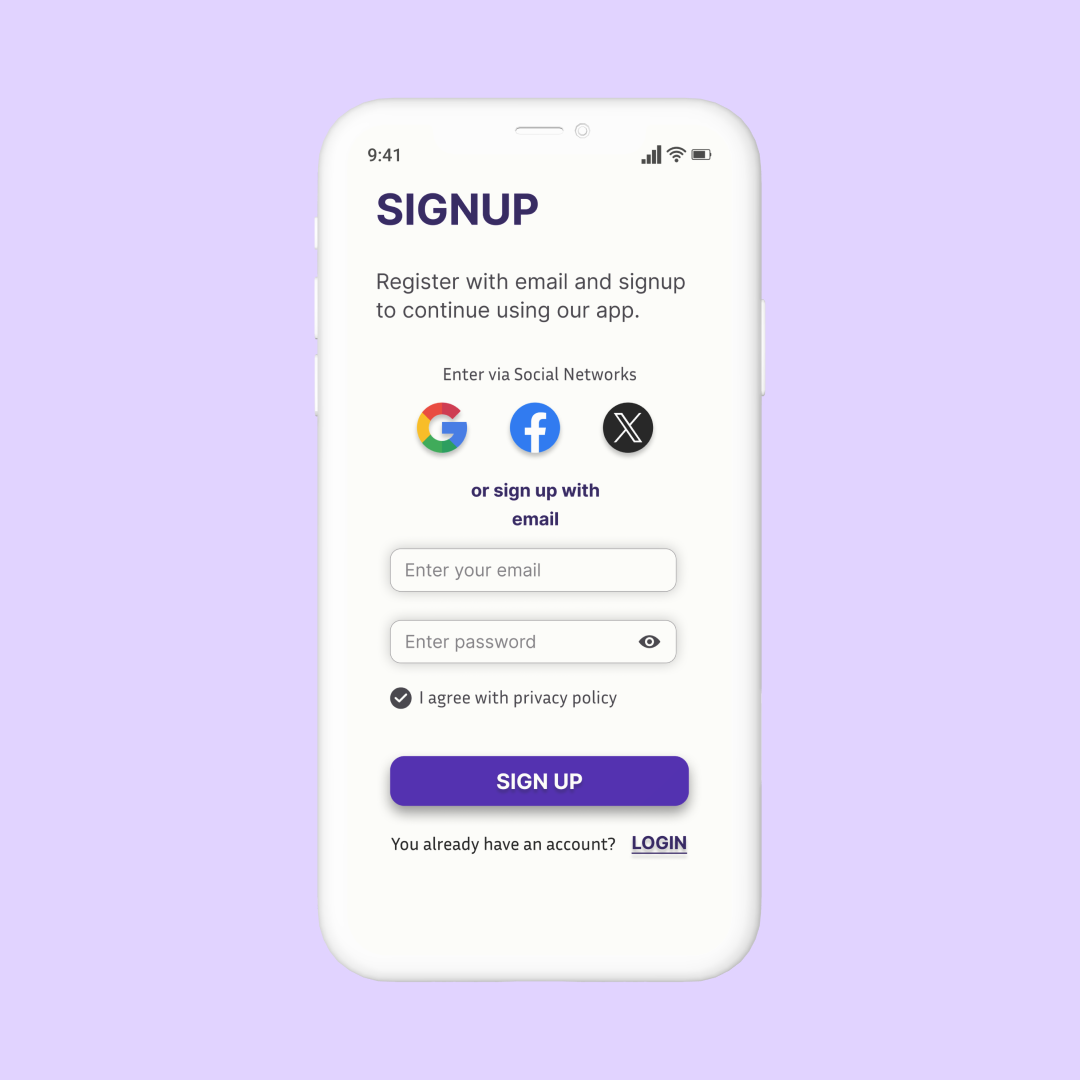 9:41
SIGNUP
Register with email and signup
to continue using our app.
Enter via Social Networks
or sign up with
email
Enter your email
Enter password
I agree with privacy policy
SIGN UP
You already have an account? LOGIN